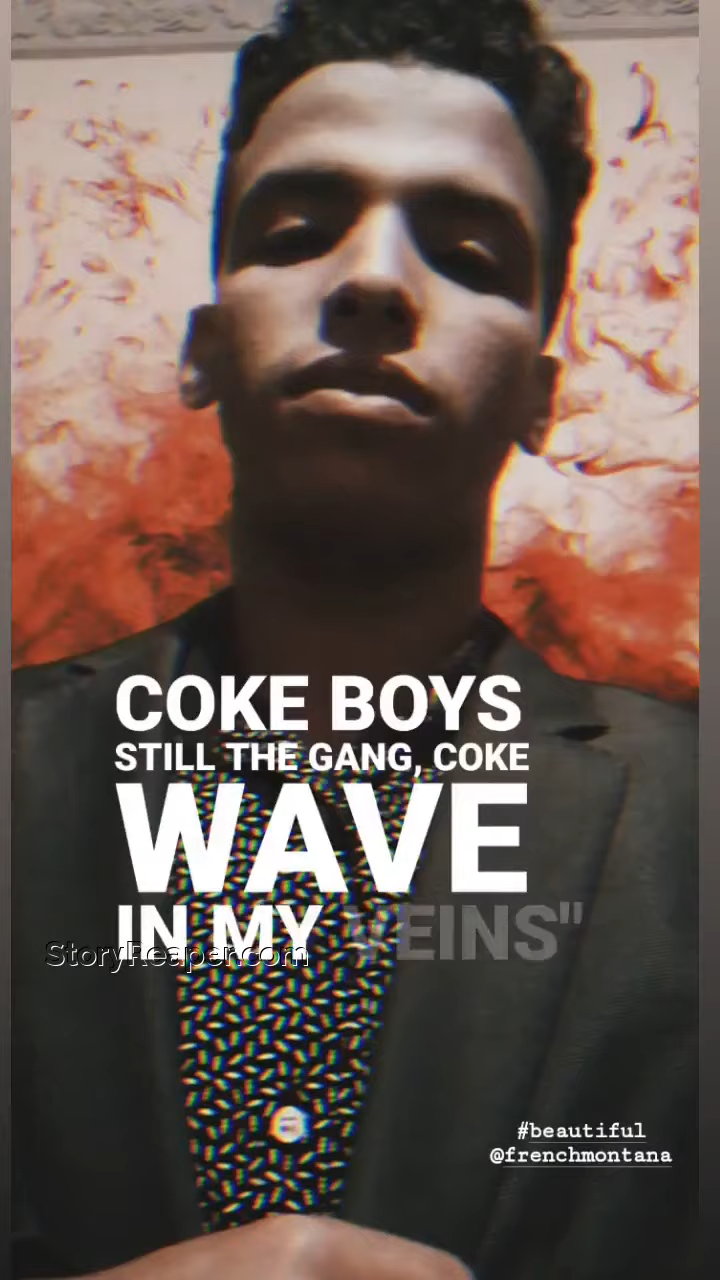 COKE BOYS
STILL THE GANG, COKE
WAVE
IN MY VEINS"
StoryReaper.com
#beautiful
@frenchmontana